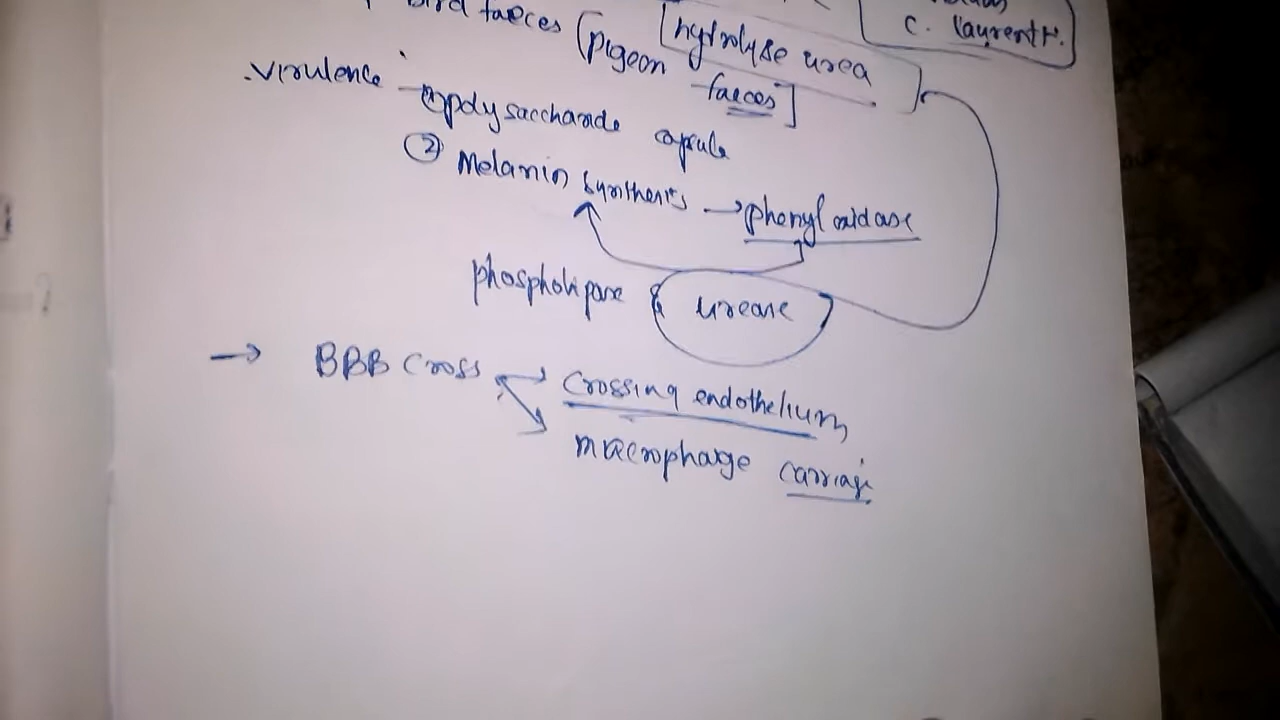 bird faeces (pigeon
[hydrolyse urea
faeces]
C. laurentii.
Virulence
① polysaccharide capsule
② Melanin synthesis → phenyl oxidase
phospholipase & urease
→ BBB Cross → Crossing endothelium,
macropharge carriage